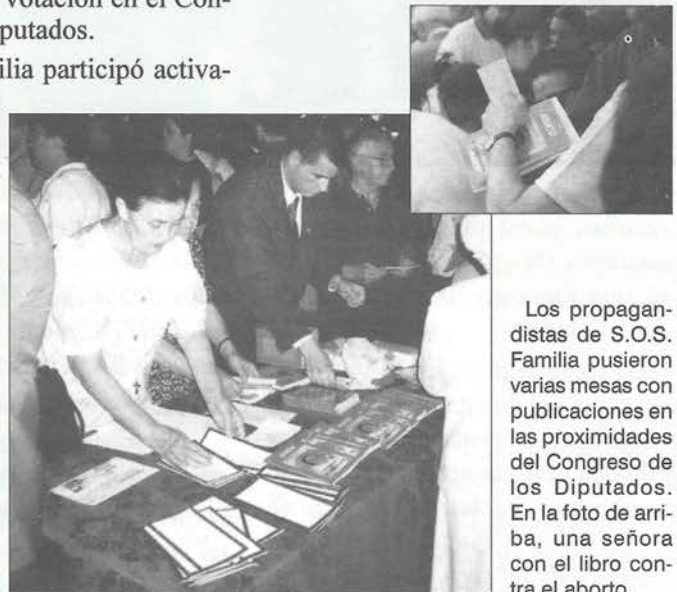 votación en el Con-
putados.
ilia participó activa-
Los propagan-
distas de S.O.S.
Familia pusieron
varias mesas con
publicaciones en
las proximidades
del Congreso de
los Diputados.
En la foto de arri-
ba, una señora
con el libro con-
tra el aborto